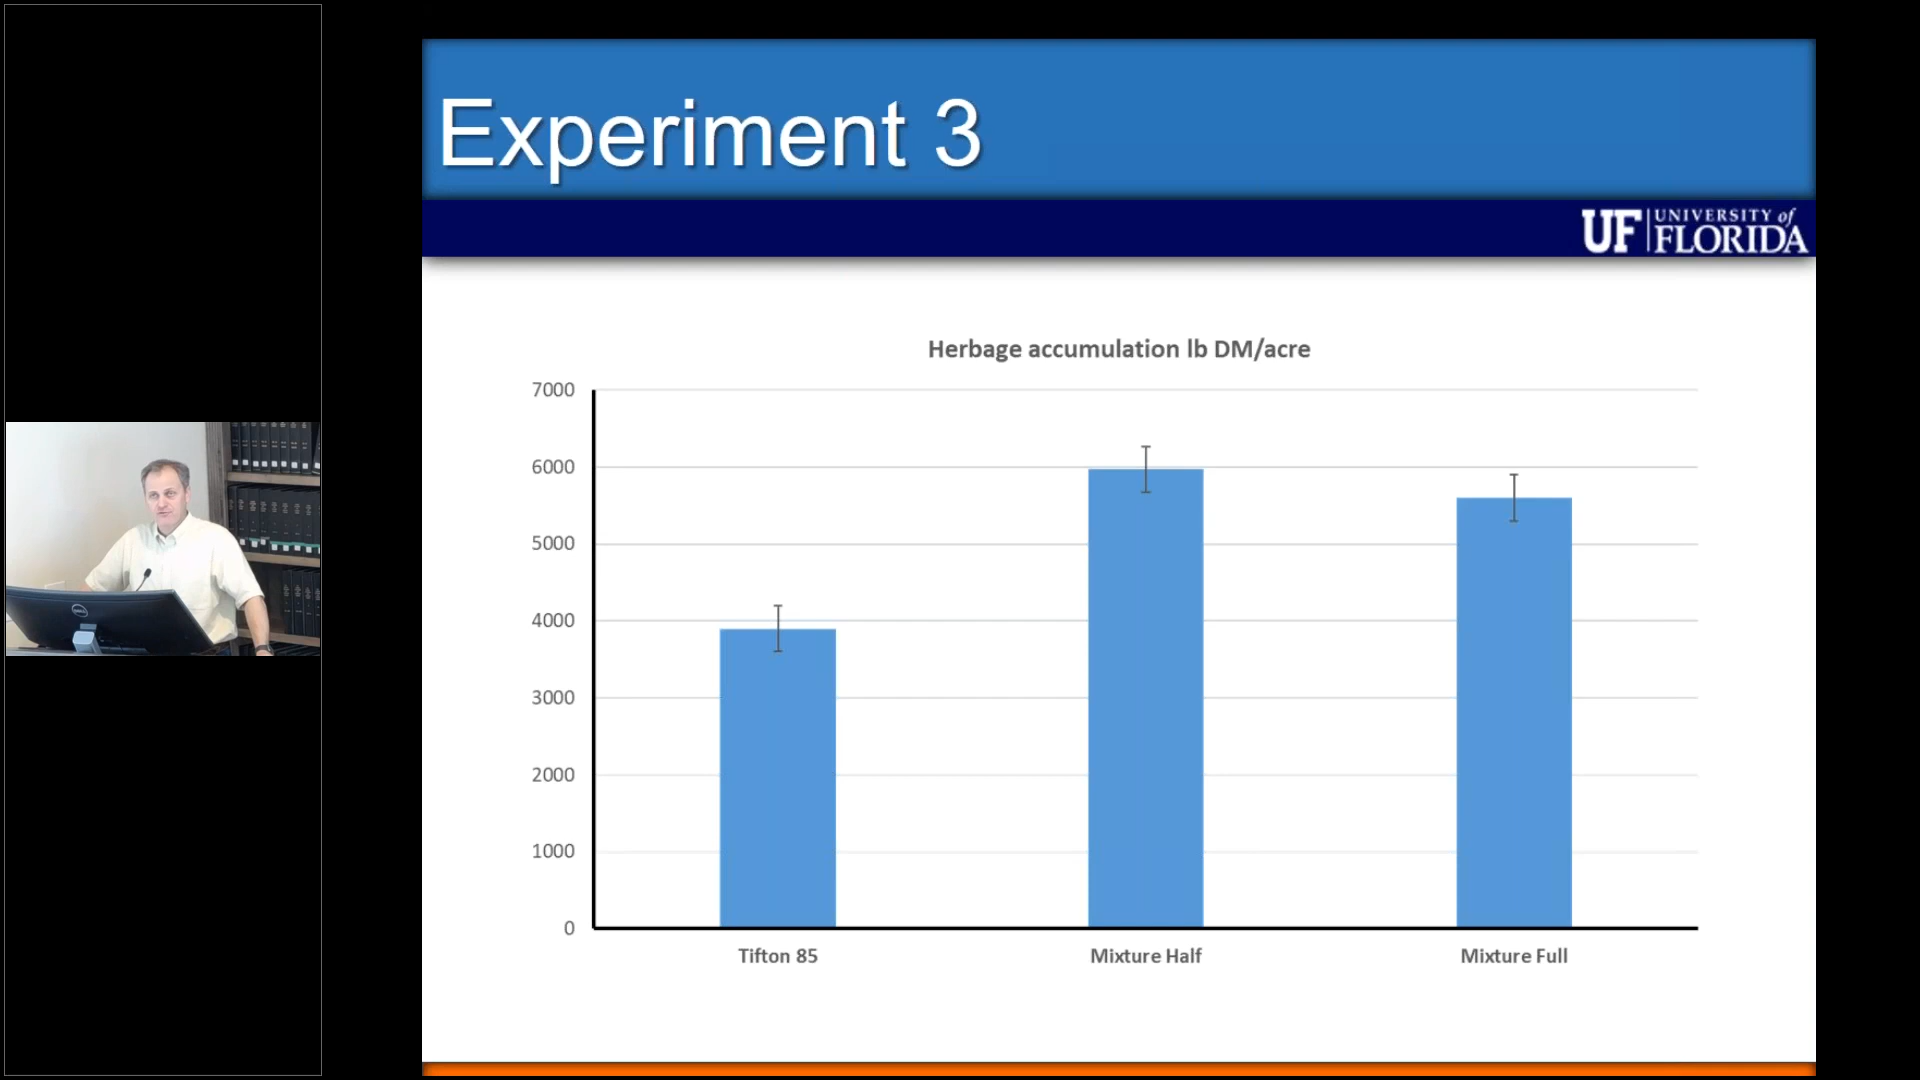 Experiment 3
UF UNIVERSITY of
FLORIDA
Herbage accumulation lb DM/acre
7000
6000
5000
4000
3000
2000
1000
0
Tifton 85
Mixture Half
Mixture Full
DELL